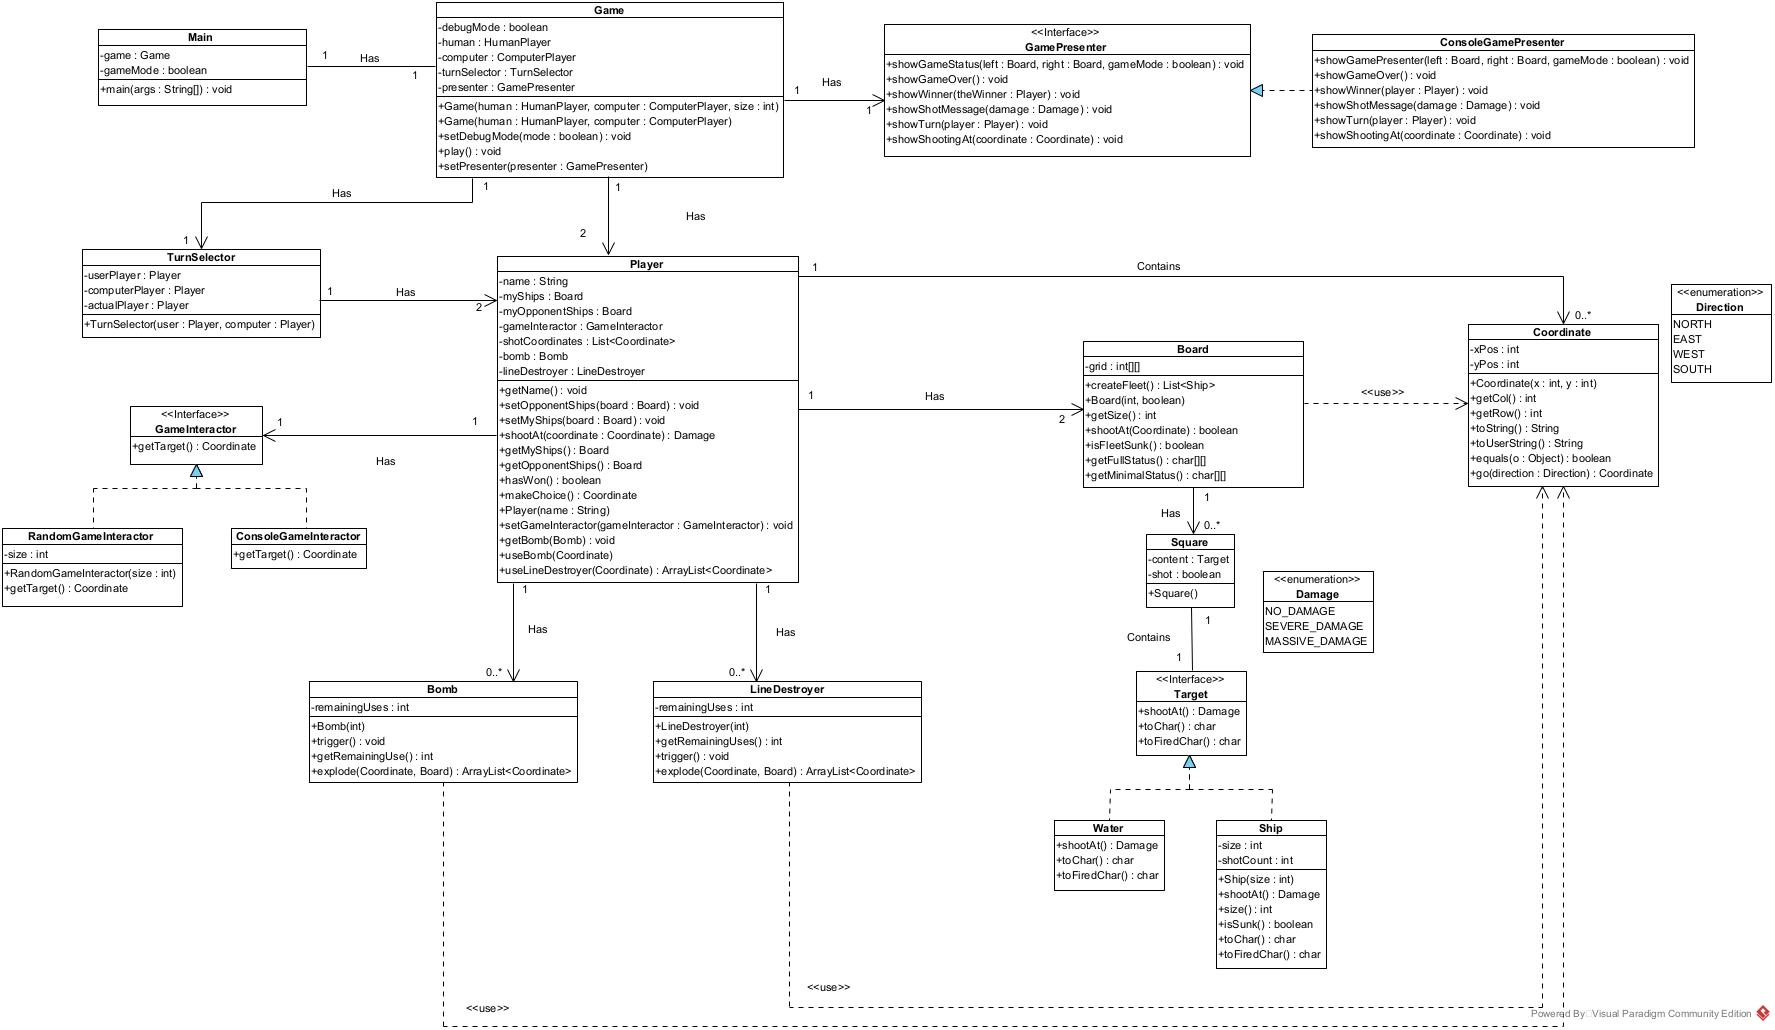 Game
-debugMode : boolean
-human : HumanPlayer
-computer : ComputerPlayer
-turnSelector : TurnSelector
-presenter : GamePresenter
+Game(human : HumanPlayer, computer : ComputerPlayer, size : int)
+Game(human : HumanPlayer, computer : ComputerPlayer)
+setDebugMode(mode : boolean) : void
+play() : void
+setPresenter(presenter : GamePresenter)
Main
-game : Game
-gameMode : boolean
+main(args : String[]) : void
1
Has
1
<<Interface>>
GamePresenter
+showGameStatus(left : Board, right : Board, gameMode : boolean) : void
+showGameOver() : void
+showWinner(theWinner : Player) : void
+showShotMessage(damage : Damage) : void
+showTurn(player : Player) : void
+showShootingAt(coordinate : Coordinate) : void
1
Has
1
ConsoleGamePresenter
+showGamePresenter(left : Board, right : Board, gameMode : boolean) : void
+showGameOver() : void
+showWinner(player : Player) : void
+showShotMessage(damage : Damage) : void
+showTurn(player : Player) : void
+showShootingAt(coordinate : Coordinate) : void
1
Has
1
1
Has
2
TurnSelector
-userPlayer : Player
-computerPlayer : Player
-actualPlayer : Player
+TurnSelector(user : Player, computer : Player)
1
Has
2
Player
-name : String
-myShips : Board
-myOpponentShips : Board
-gameInteractor : GameInteractor
-shotCoordinates : List<Coordinate>
-bomb : Bomb
-lineDestroyer : LineDestroyer
+getName() : void
+setOpponentShips(board : Board) : void
+setMyShips(board : Board) : void
+shootAt(coordinate : Coordinate) : Damage
+getMyShips() : Board
+getOpponentShips() : Board
+hasWon() : boolean
+makeChoice() : Coordinate
+Player(name : String)
+setGameInteractor(gameInteractor : GameInteractor) : void
+getBomb(Bomb) : void
+useBomb(Coordinate)
+useLineDestroyer(Coordinate) : ArrayList<Coordinate>
1
Contains
0..*
<<enumeration>>
Direction
NORTH
EAST
WEST
SOUTH
Coordinate
-xPos : int
-yPos : int
+Coordinate(x : int, y : int)
+getCol() : int
+getRow() : int
+toString() : String
+toUserString() : String
+equals(o : Object) : boolean
+go(direction : Direction) : Coordinate
Board
-grid : int[][]
+createFleet() : List<Ship>
+Board(int, boolean)
+getSize() : int
+shootAt(Coordinate) : boolean
+isFleetSunk() : boolean
+getFullStatus() : char[][]
+getMinimalStatus() : char[][]
<<use>>
1
Has
2
<<Interface>>
GameInteractor
+getTarget() : Coordinate
1
1
Has
RandomGameInteractor
-size : int
+RandomGameInteractor(size : int)
+getTarget() : Coordinate
ConsoleGameInteractor
+getTarget() : Coordinate
1
Has
0..*
Square
-content : Target
-shot : boolean
+Square()
<<enumeration>>
Damage
NO_DAMAGE
SEVERE_DAMAGE
MASSIVE_DAMAGE
1
Contains
1
1
Has
0..*
1
Has
0..*
Bomb
-remainingUses : int
+Bomb(int)
+trigger() : void
+getRemainingUse() : int
+explode(Coordinate, Board) : ArrayList<Coordinate>
LineDestroyer
-remainingUses : int
+LineDestroyer(int)
+getRemainingUses() : int
+trigger() : void
+explode(Coordinate, Board) : ArrayList<Coordinate>
<<Interface>>
Target
+shootAt() : Damage
+toChar() : char
+toFiredChar() : char
Water
+shootAt() : Damage
+toChar() : char
+toFiredChar() : char
Ship
-size : int
-shotCount : int
+Ship(size : int)
+shootAt() : Damage
+size() : int
+isSunk() : boolean
+toChar() : char
+toFiredChar() : char
<<use>>
<<use>>
Powered By Visual Paradigm Community Edition